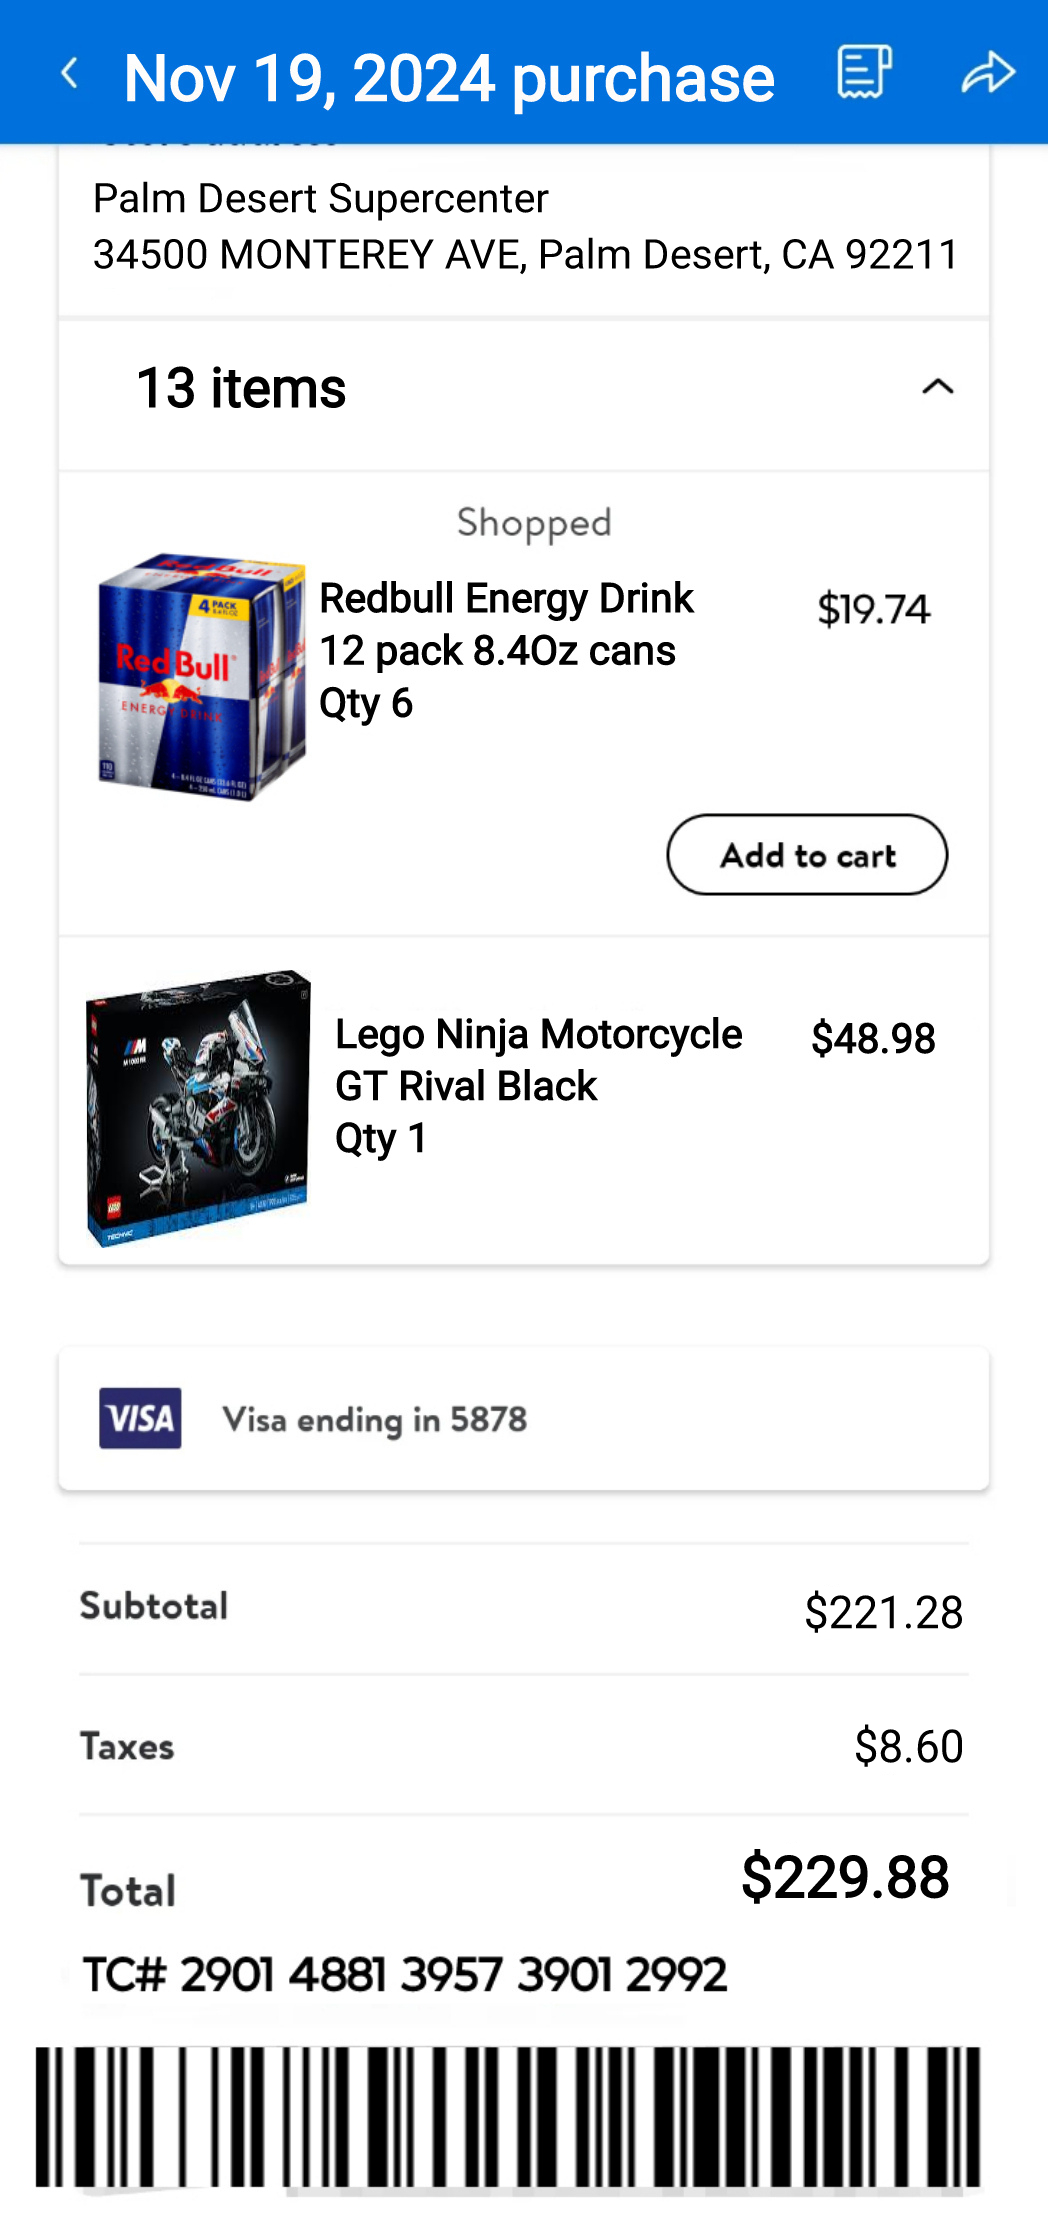 Nov 19, 2024 purchase
Palm Desert Supercenter
34500 MONTEREY AVE, Palm Desert, CA 92211
13 items
Shopped
Redbull Energy Drink
12 pack 8.4Oz cans
Qty 6
$19.74
4 PACK
Red Bull
ENERGY DRINK
Add to cart
Lego Ninja Motorcycle
GT Rival Black
Qty 1
$48.98
M
LEGO
TECHNIC
VISA
Visa ending in 5878
Subtotal
$221.28
Taxes
$8.60
Total
$229.88
TC# 2901 4881 3957 3901 2992